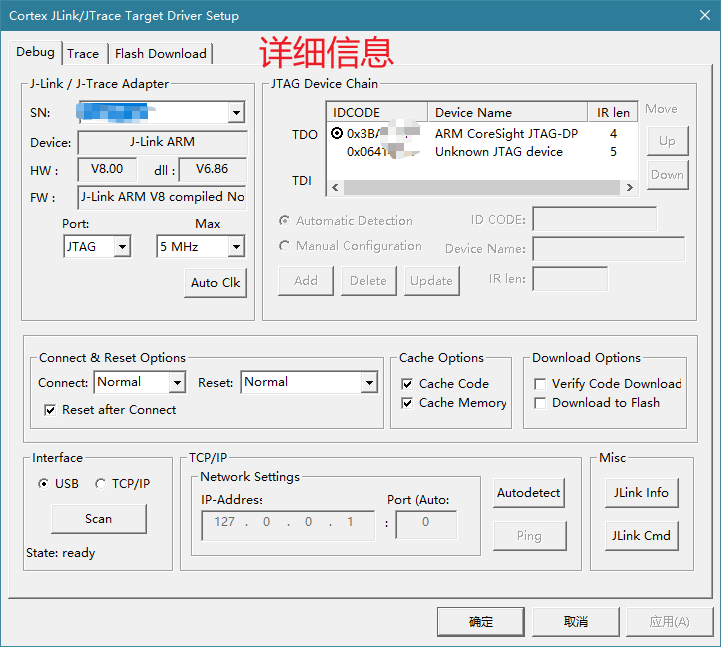 Cortex JLink/JTrace Target Driver Setup
详细信息
Debug
Trace
Flash Download
J-Link / J-Trace Adapter
SN:
Device:
J-Link ARM
HW :
V8.00
dll :
V6.86
FW :
J-Link ARM V8 compiled No
Port:
Max
JTAG
5 MHz
Auto Clk
JTAG Device Chain
IDCODE
Device Name
IR len
Move
TDO
0x3B
ARM CoreSight JTAG-DP
4
0x064
Unknown JTAG device
5
TDI
Up
Down
Automatic Detection
Manual Configuration
ID CODE:
Device Name:
IR len:
Add
Delete
Update
Connect & Reset Options
Connect:
Normal
Reset:
Normal
Reset after Connect
Cache Options
Cache Code
Cache Memory
Download Options
Verify Code Download
Download to Flash
Interface
USB
TCP/IP
Scan
State: ready
TCP/IP
Network Settings
IP-Address
Port (Auto:
127 . 0 . 0 . 1
:
0
Autodetect
Ping
Misc
JLink Info
JLink Cmd
确定
取消
应用(A)